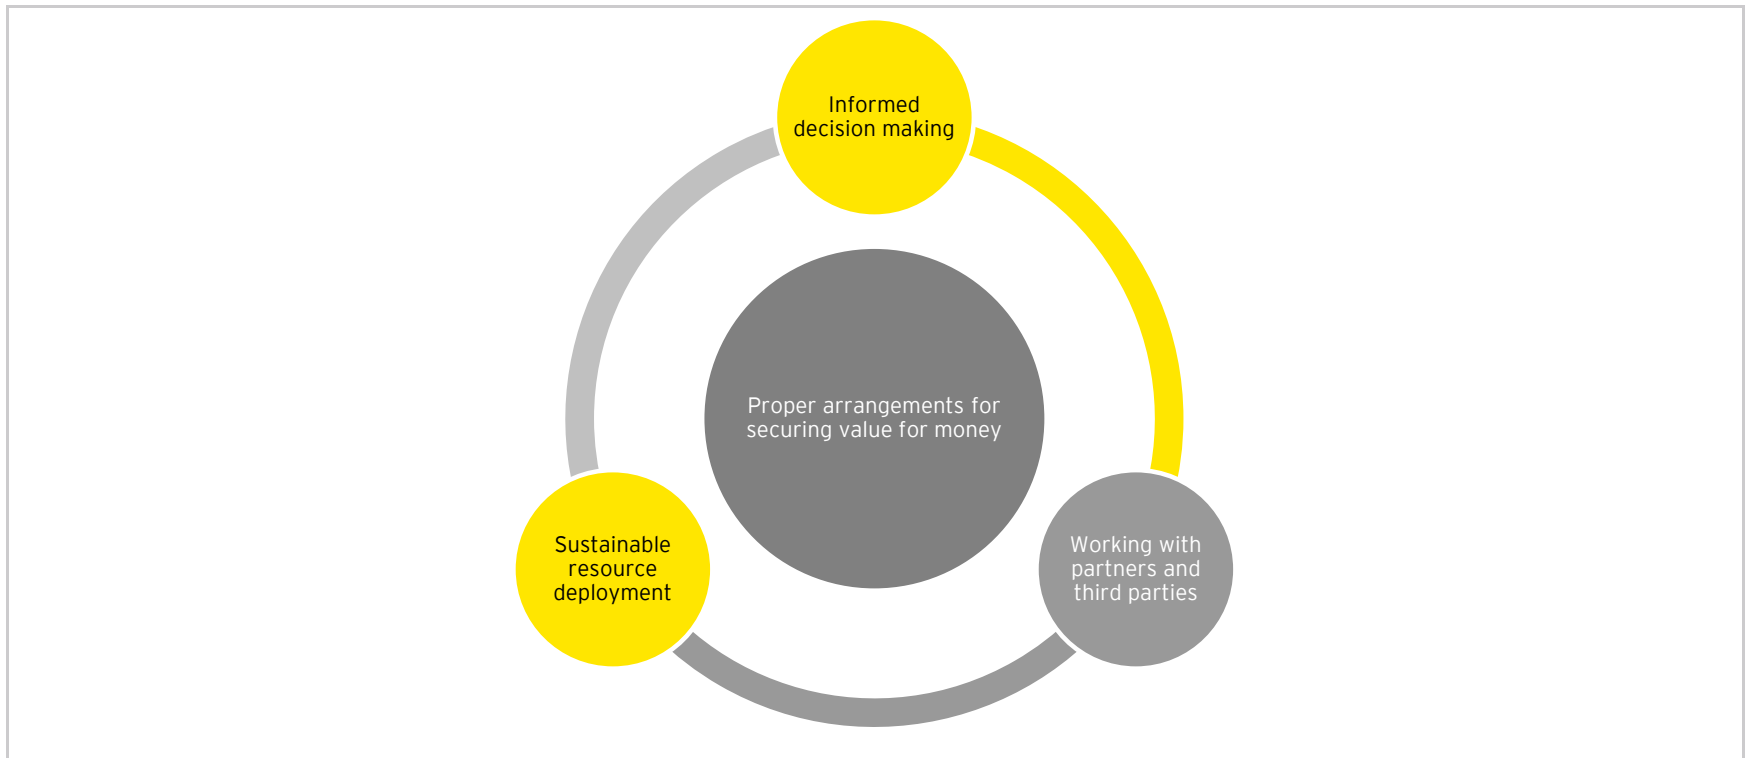 Informed
decision making
Proper arrangements for
securing value for money
Sustainable
resource
deployment
Working with
partners and
third parties